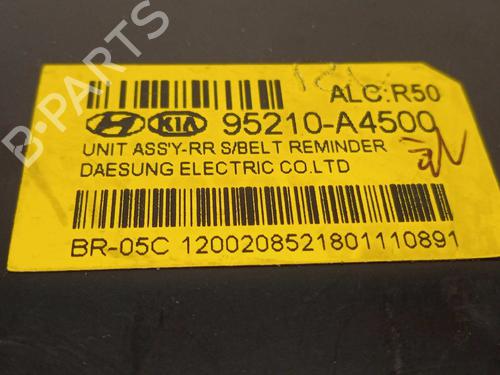 ALC:R50
KIA 95210-A4500
UNIT ASS'Y-RR S/BELT REMINDER
DAESUNG ELECTRIC CO.LTD
BR-05C 1200208521801110891
B-PARTS